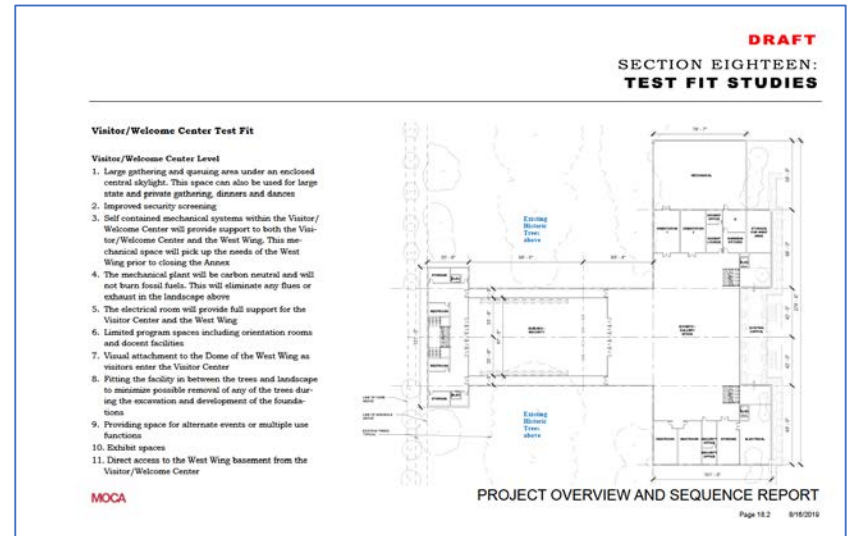 DRAFT
SECTION EIGHTEEN:
TEST FIT STUDIES
Visitor/Welcome Center Test Fit
Visitor/Welcome Center Level
1. Large gathering and queuing area under an enclosed
central skylight. This space can also be used for large
state and private gathering, dinners and dances
2. Improved security screening
3. Self contained mechanical systems within the Visitor/
Welcome Center will provide support to both the Visi-
tor/Welcome Center and the West Wing. This me-
chanical space will pick up the needs of the West
Wing prior to closing the Annex
4. The mechanical plant will be carbon neutral and will
not burn fossil fuels. This will eliminate any flues or
exhaust in the landscape above
5. The electrical room will provide full support for the
Visitor Center and the West Wing
6. Limited program spaces including orientation rooms
and docent facilities
7. Visual attachment to the Dome of the West Wing as
visitors enter the Visitor Center
8. Fitting the facility in between the trees and landscape
to minimize possible removal of any of the trees dur-
ing the excavation and development of the founda-
tions
9. Providing space for alternate events or multiple use
functions
10. Exhibit spaces
11. Direct access to the West Wing basement from the
Visitor/Welcome Center
MECHANICAL
Existing
Historic
Trees
above
STORAGE
RESTROOM
QUEUING/
SECURITY
RESTROOM
STORAGE
Existing
Historic
Trees
above
ELECTRICAL
MOCA
PROJECT OVERVIEW AND SEQUENCE REPORT
Page 18.2 8/16/2019